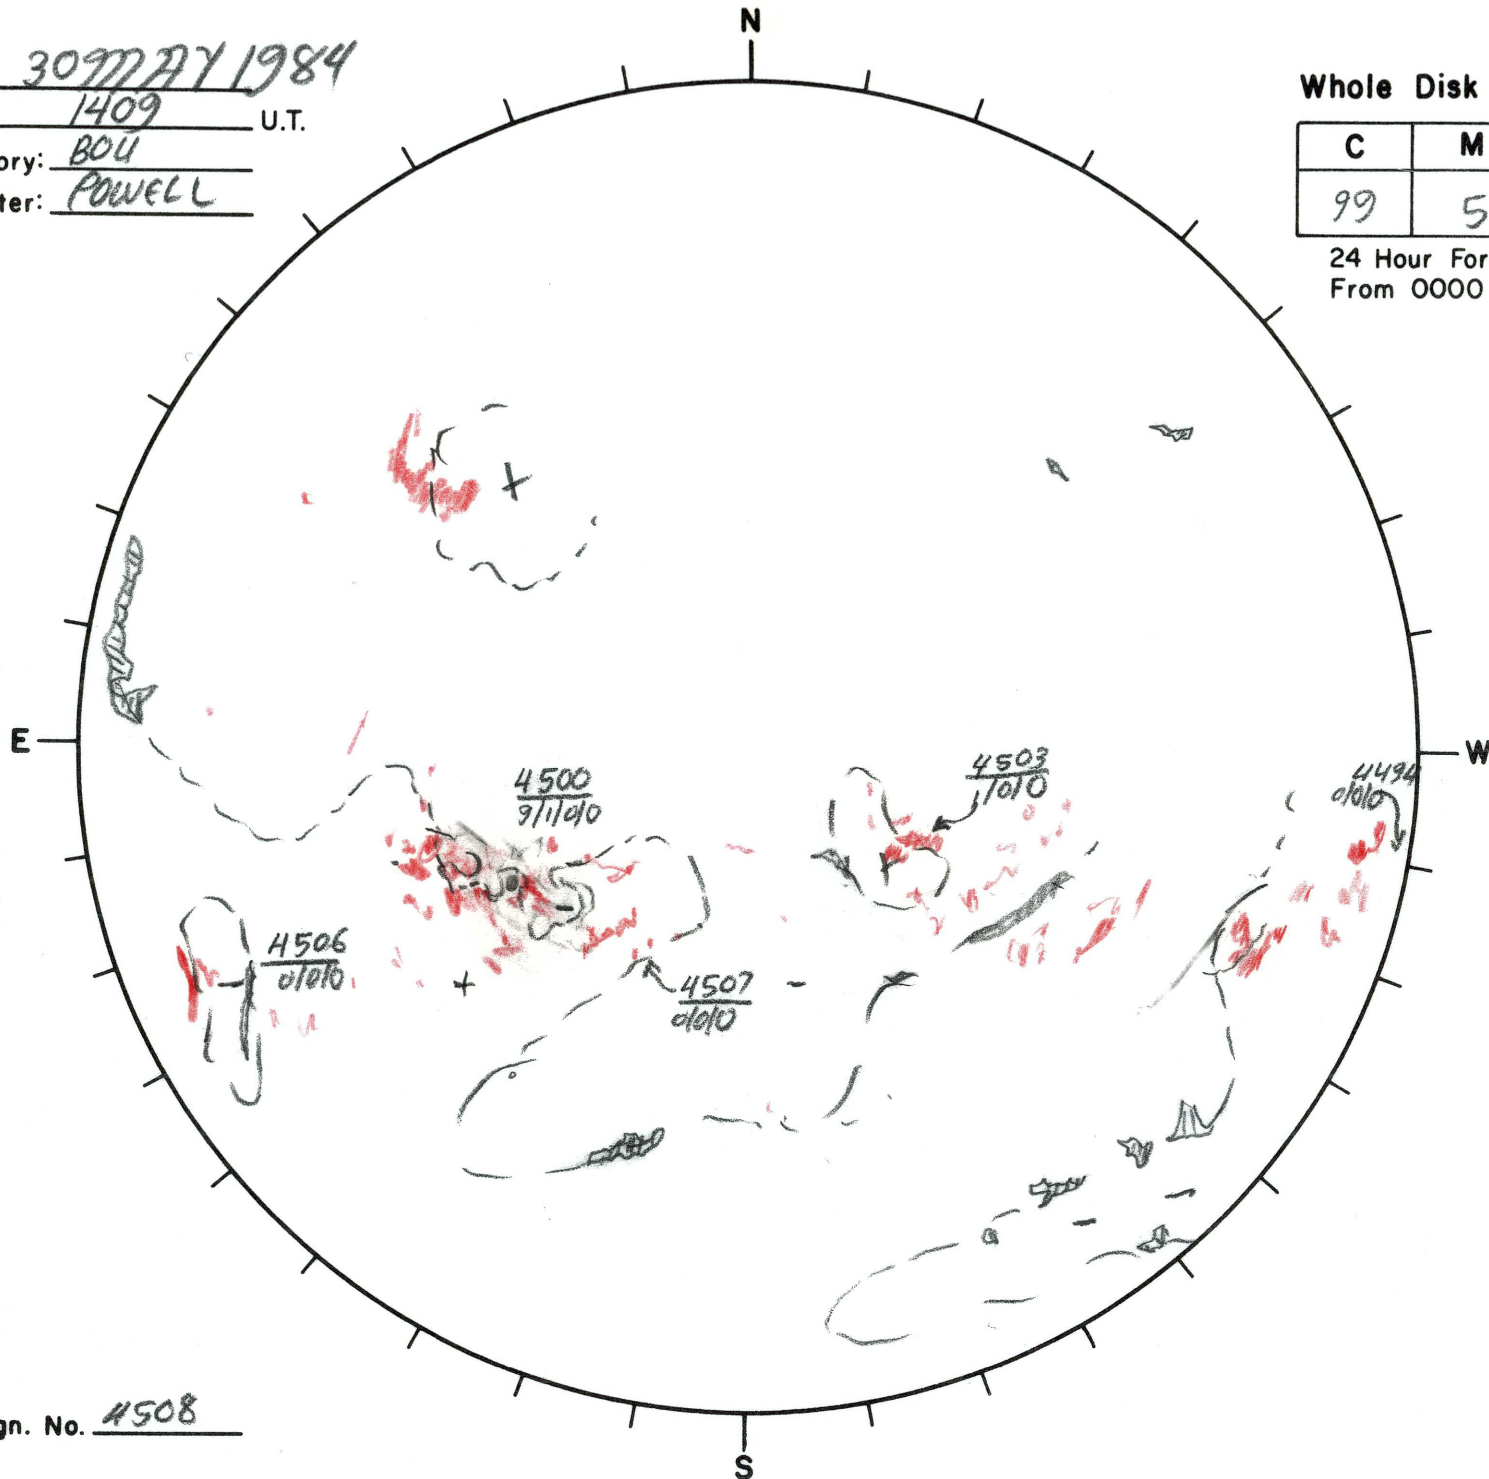 N
30 MAY 1984
1409 U.T.
ory: BOU
ter: POWELL
Whole Disk
C M
99 5
24 Hour For
From 0000
E
W
4500
9/1/0/0
4503
1/0/0
4494
0/0/0
4506
0/0/0
4507
0/0/0
gn. No. 4508
S